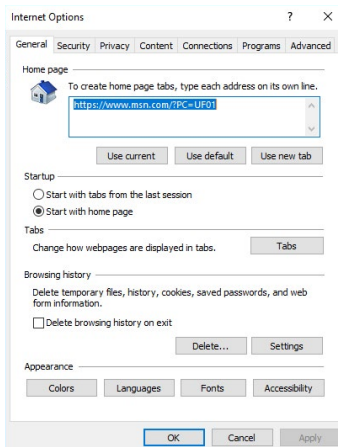 Internet Options ? X
General Security Privacy Content Connections Programs Advanced
Home page
To create home page tabs, type each address on its own line.
https://www.msn.com/?PC=UF01
Use current Use default Use new tab
Startup
Start with tabs from the last session
Start with home page
Tabs
Change how webpages are displayed in tabs. Tabs
Browsing history
Delete temporary files, history, cookies, saved passwords, and web
form information.
Delete browsing history on exit
Delete... Settings
Appearance
Colors Languages Fonts Accessibility
OK Cancel Apply